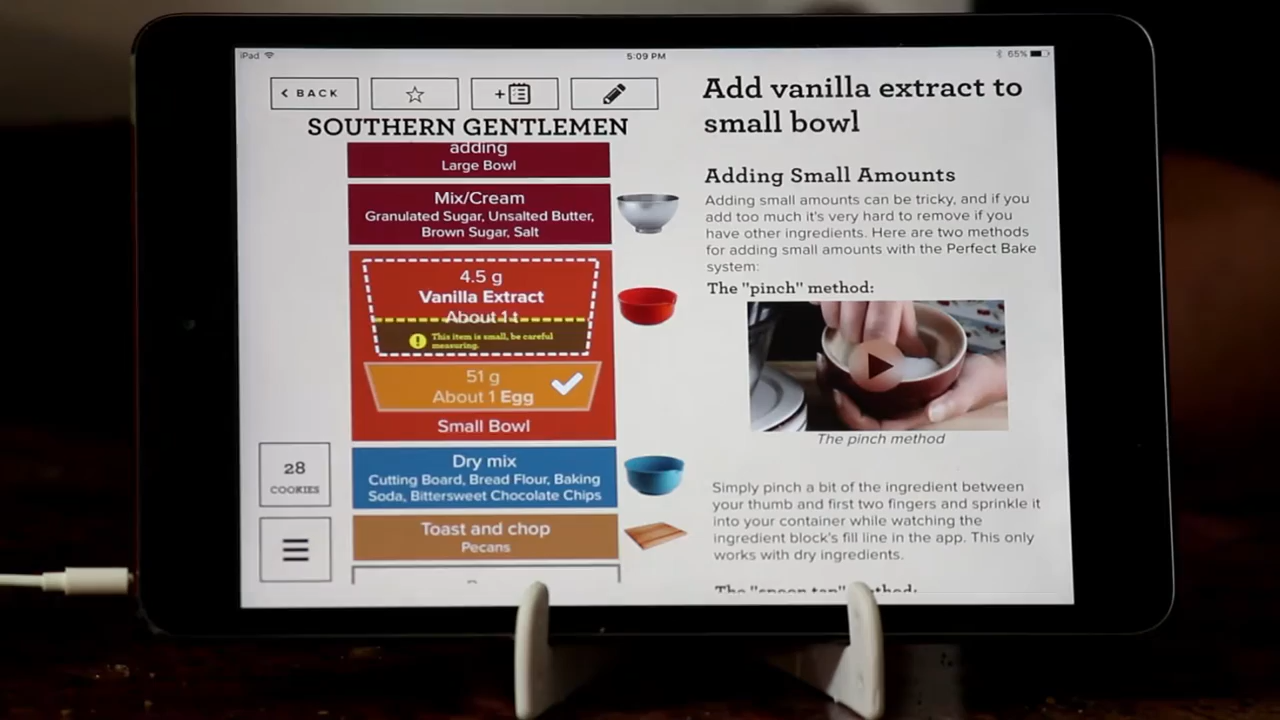 iPad
5:09 PM
65%
< BACK
+
SOUTHERN GENTLEMEN
adding
Large Bowl
Mix/Cream
Granulated Sugar, Unsalted Butter,
Brown Sugar, Salt
4.5 g
Vanilla Extract
About 1 t
! This item is small, be careful
measuring.
51 g
About 1 Egg
Small Bowl
28
COOKIES
Dry mix
Cutting Board, Bread Flour, Baking
Soda, Bittersweet Chocolate Chips
Toast and chop
Pecans
Add vanilla extract to
small bowl
Adding Small Amounts
Adding small amounts can be tricky, and if you
add too much it's very hard to remove if you
have other ingredients. Here are two methods
for adding small amounts with the Perfect Bake
system:
The "pinch" method:
The pinch method
Simply pinch a bit of the ingredient between
your thumb and first two fingers and sprinkle it
into your container while watching the
ingredient block's fill line in the app. This only
works with dry ingredients.
The "spoon tap" method: